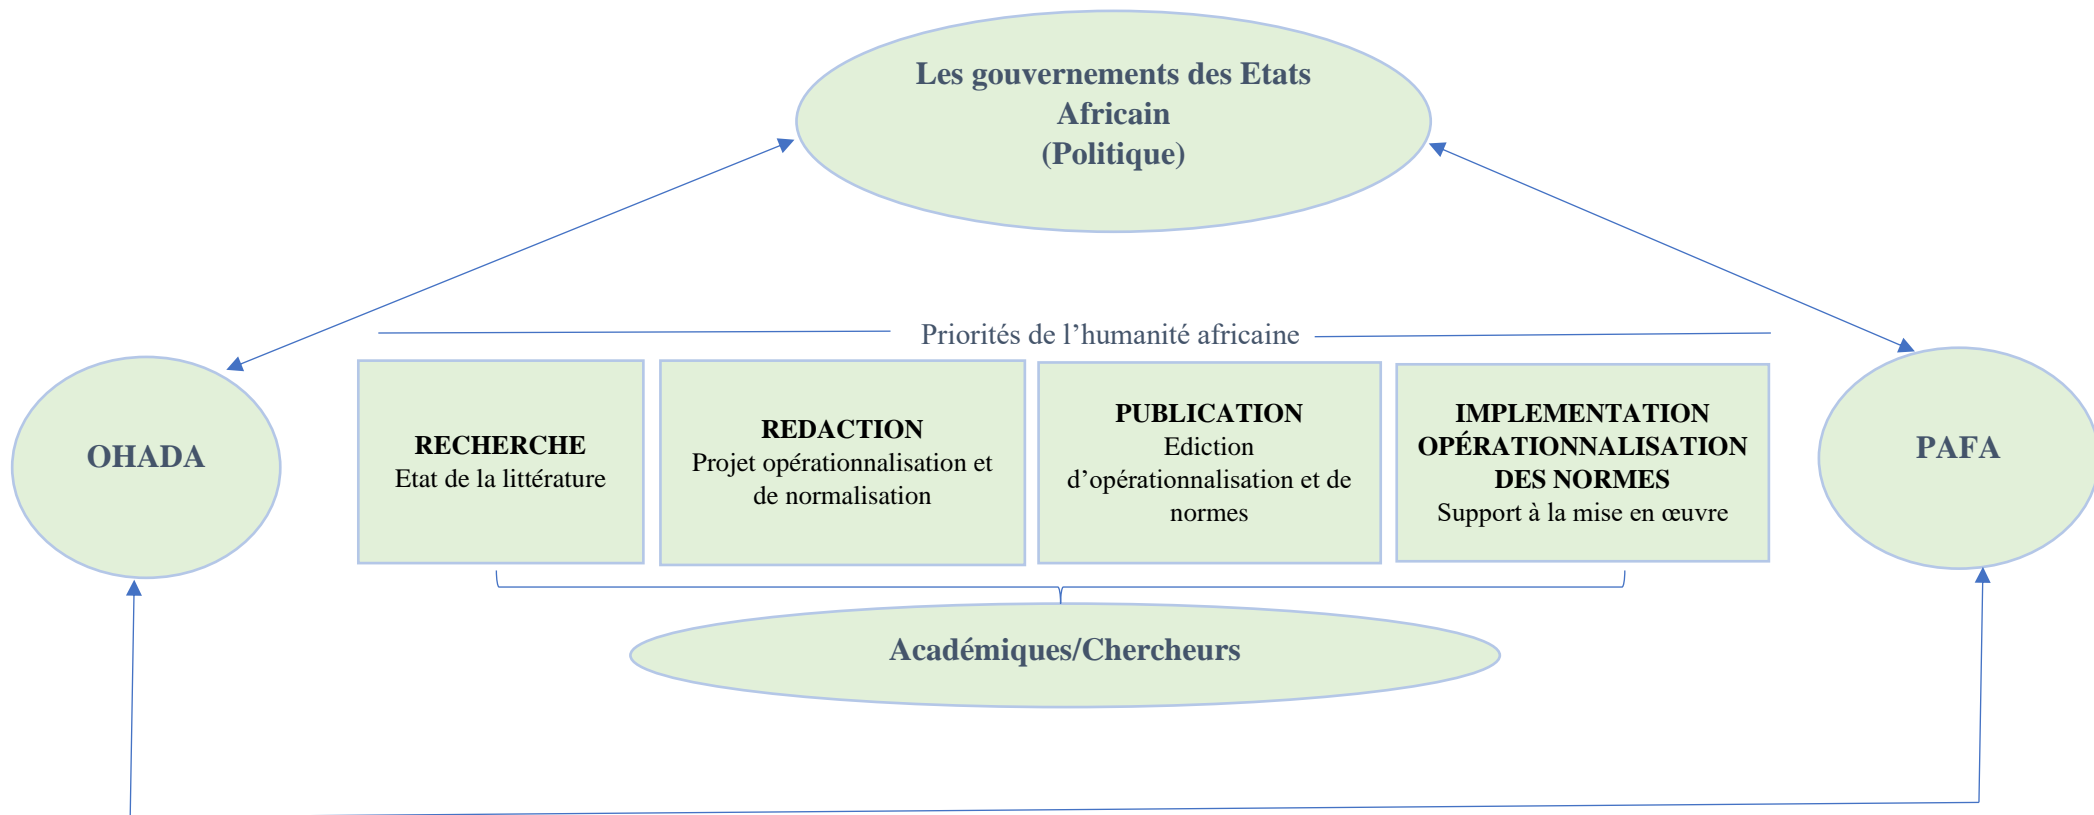 Les gouvernements des Etats
Africain
(Politique)
Priorités de l’humanité africaine
OHADA
RECHERCHE
Etat de la littérature
REDACTION
Projet opérationnalisation et
de normalisation
PUBLICATION
Ediction
d’opérationnalisation et de
normes
IMPLEMENTATION
OPÉRATIONNALISATION
DES NORMES
Support à la mise en œuvre
PAFA
Académiques/Chercheurs